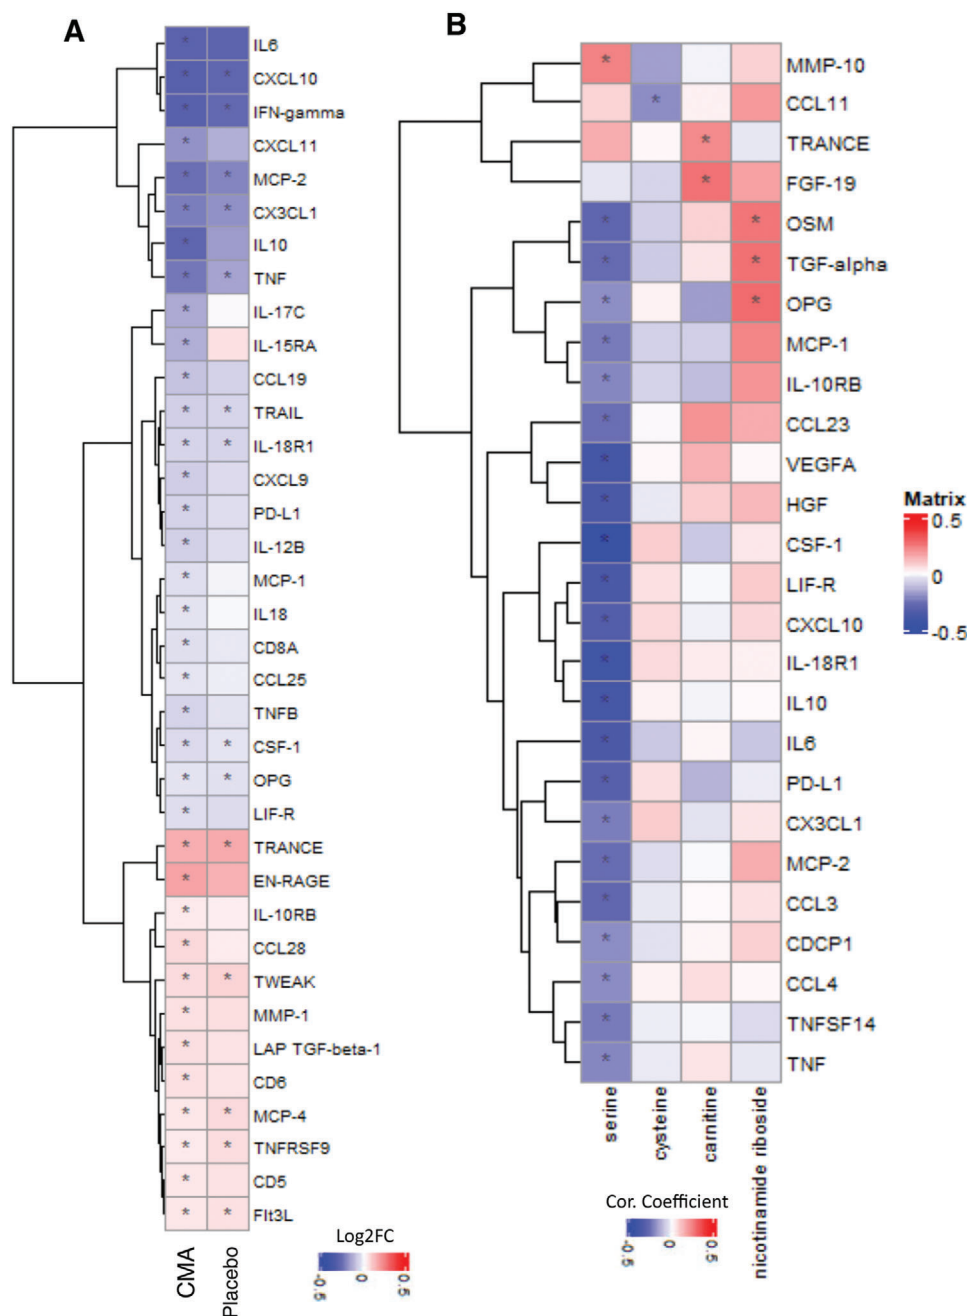 A
IL6
CXCL10
IFN-gamma
CXCL11
MCP-2
CX3CL1
IL10
TNF
IL-17C
IL-15RA
CCL19
TRAIL
IL-18R1
CXCL9
PD-L1
IL-12B
MCP-1
IL18
CD8A
CCL25
TNFB
CSF-1
OPG
LIF-R
TRANCE
EN-RAGE
IL-10RB
CCL28
TWEAK
MMP-1
LAP TGF-beta-1
CD6
MCP-4
TNFRSF9
CD5
Flt3L
CMA
Placebo
Log2FC
-0.5
0
0.5
B
MMP-10
CCL11
TRANCE
FGF-19
OSM
TGF-alpha
OPG
MCP-1
IL-10RB
CCL23
VEGFA
HGF
CSF-1
LIF-R
CXCL10
IL-18R1
IL10
IL6
PD-L1
CX3CL1
MCP-2
CCL3
CDCP1
CCL4
TNFSF14
TNF
serine
cysteine
carnitine
nicotinamide riboside
Cor. Coefficient
-0.5
0
0.5
Matrix
0.5
0
-0.5